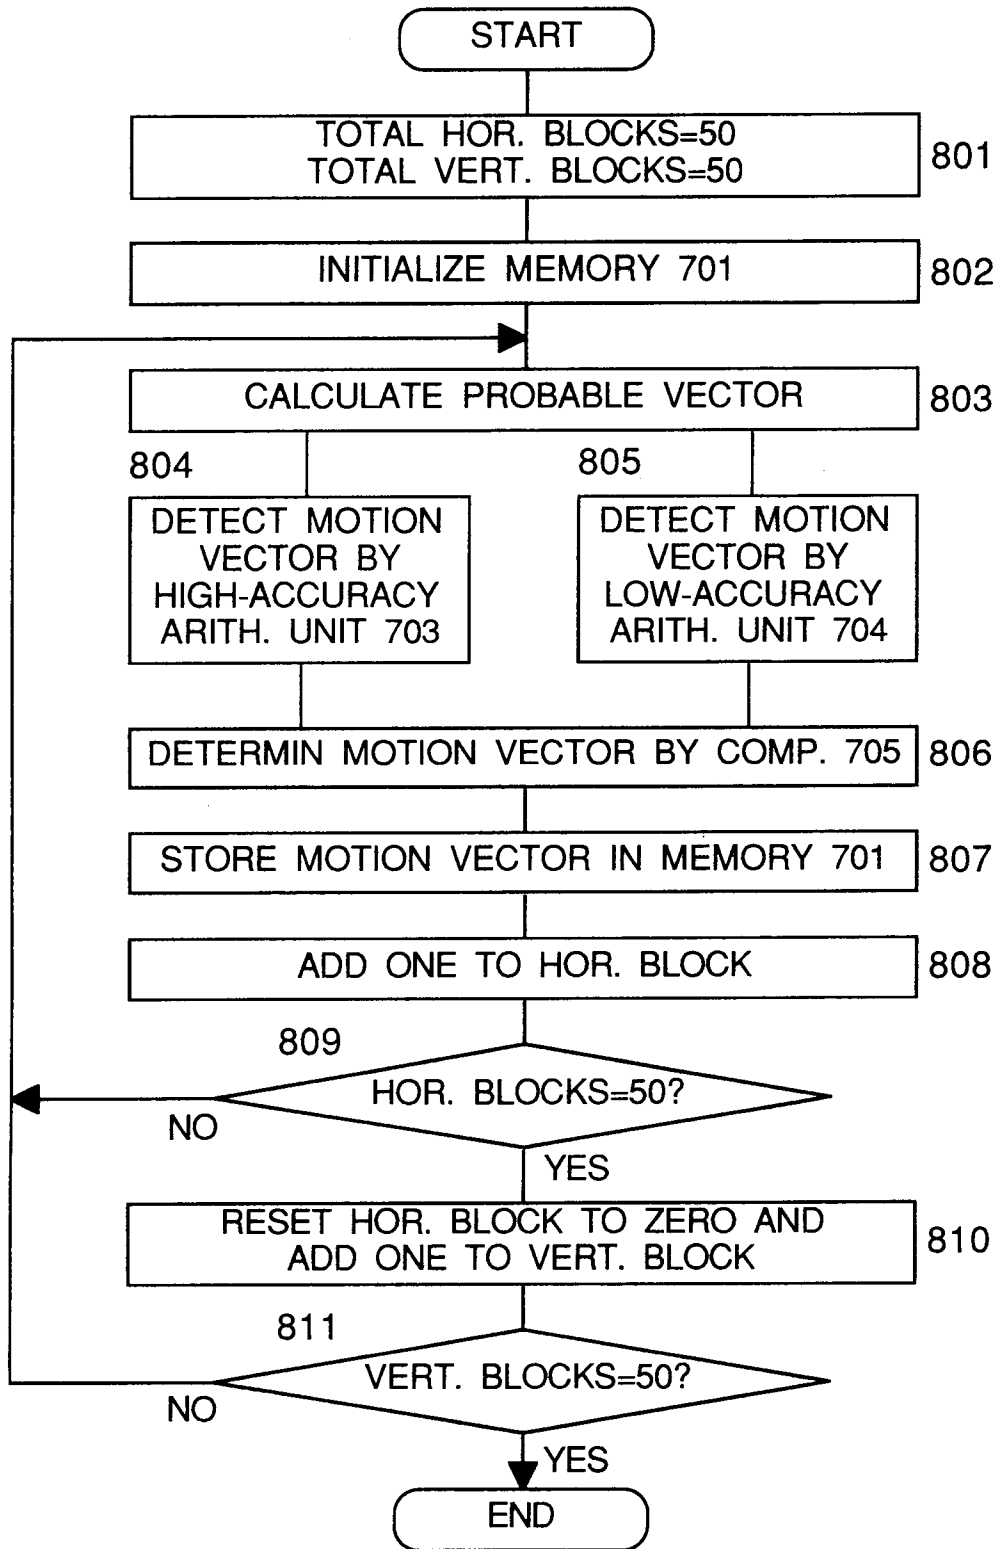 START
TOTAL HOR. BLOCKS=50
TOTAL VERT. BLOCKS=50
801
INITIALIZE MEMORY 701
802
CALCULATE PROBABLE VECTOR
803
804
DETECT MOTION
VECTOR BY
HIGH-ACCURACY
ARITH. UNIT 703
805
DETECT MOTION
VECTOR BY
LOW-ACCURACY
ARITH. UNIT 704
DETERMIN MOTION VECTOR BY COMP. 705
806
STORE MOTION VECTOR IN MEMORY 701
807
ADD ONE TO HOR. BLOCK
808
809
HOR. BLOCKS=50?
NO
YES
RESET HOR. BLOCK TO ZERO AND
ADD ONE TO VERT. BLOCK
810
811
VERT. BLOCKS=50?
NO
YES
END